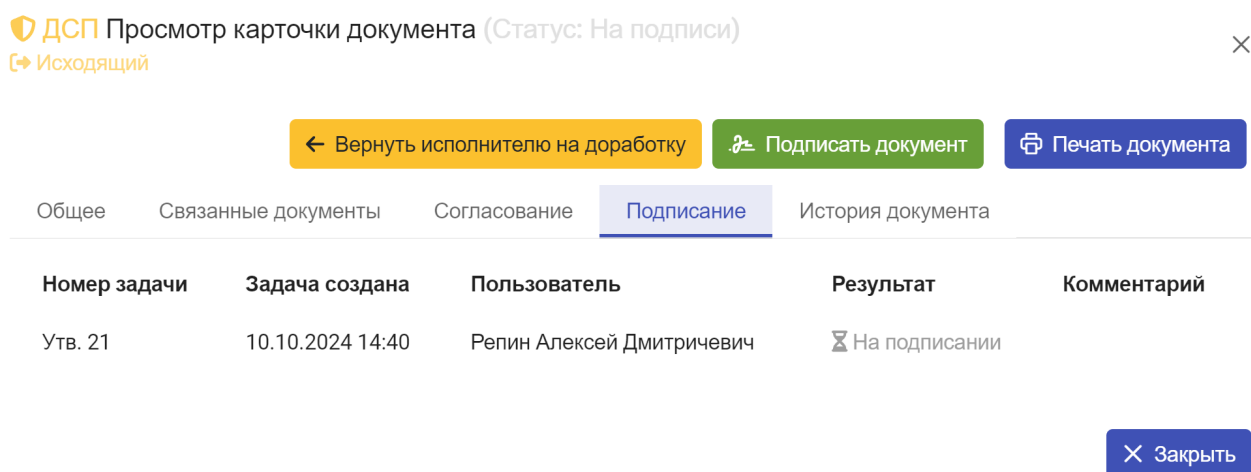 ДСП Просмотр карточки документа (Статус: На подписи)
Исходящий
Вернуть исполнителю на доработку Подписать документ Печать документа
Общее Связанные документы Согласование Подписание История документа
Номер задачи Задача создана Пользователь Результат Комментарий
Утв. 21 10.10.2024 14:40 Репин Алексей Дмитричевич На подписании
Закрыть